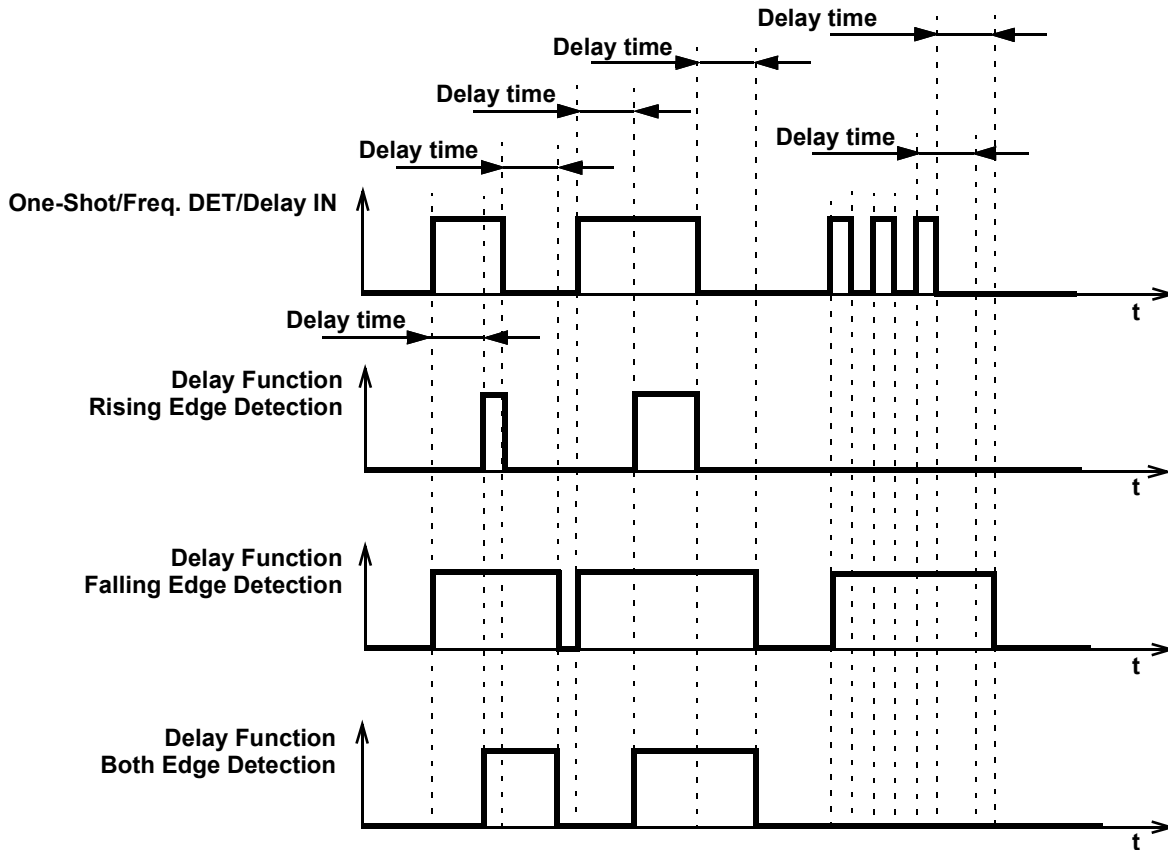 Delay time
Delay time
Delay time
Delay time
Delay time
One-Shot/Freq. DET/Delay IN
t
Delay time
Delay Function
Rising Edge Detection
t
Delay Function
Falling Edge Detection
t
Delay Function
Both Edge Detection
t